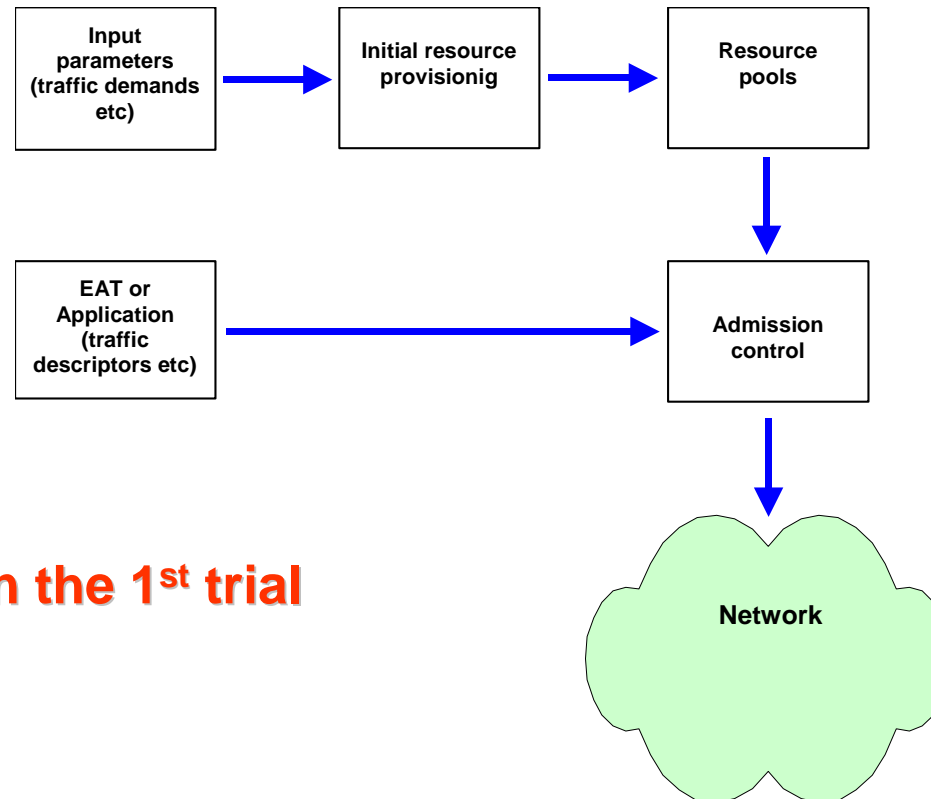 Input
parameters
(traffic demands
etc)
Initial resource
provisionig
Resource
pools
EAT or
Application
(traffic
descriptors etc)
Admission
control
the 1st trial
Network